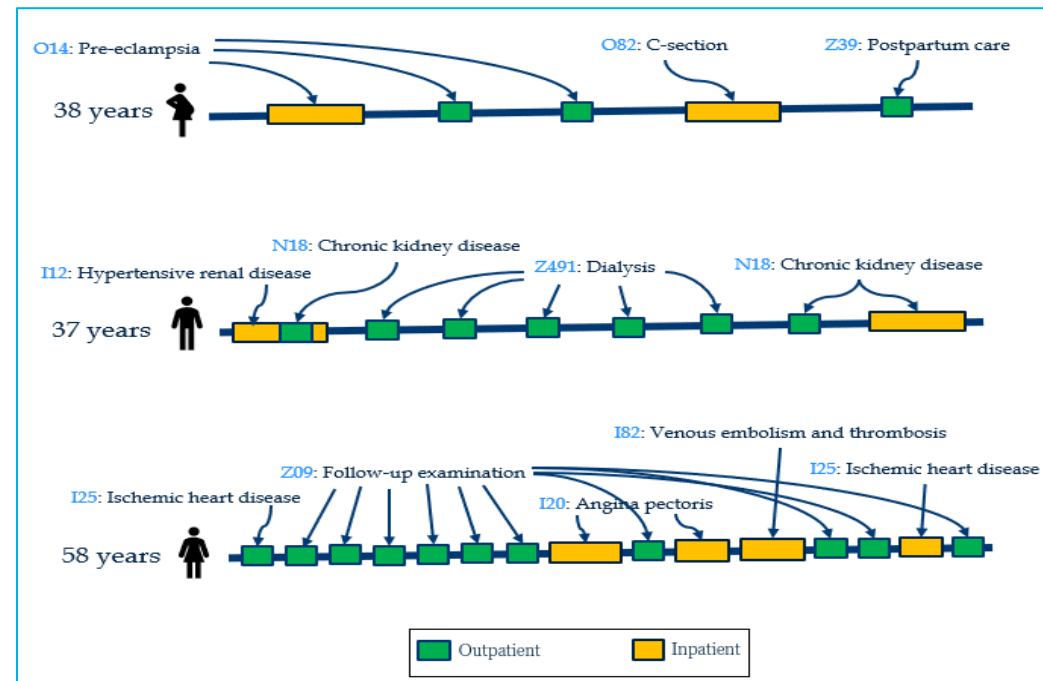 O14: Pre-eclampsia
O82: C-section
Z39: Postpartum care
38 years
N18: Chronic kidney disease
I12: Hypertensive renal disease
Z491: Dialysis
N18: Chronic kidney disease
37 years
I82: Venous embolism and thrombosis
Z09: Follow-up examination
I25: Ischemic heart disease
I25: Ischemic heart disease
I20: Angina pectoris
58 years
Outpatient
Inpatient